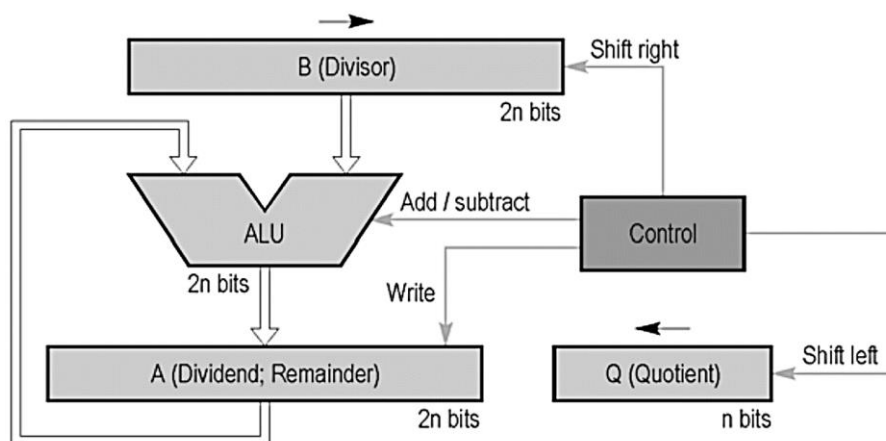 B (Divisor)
Shift right
2n bits
Add / subtract
ALU
Control
2n bits
Write
A (Dividend; Remainder)
Q (Quotient)
Shift left
2n bits
n bits